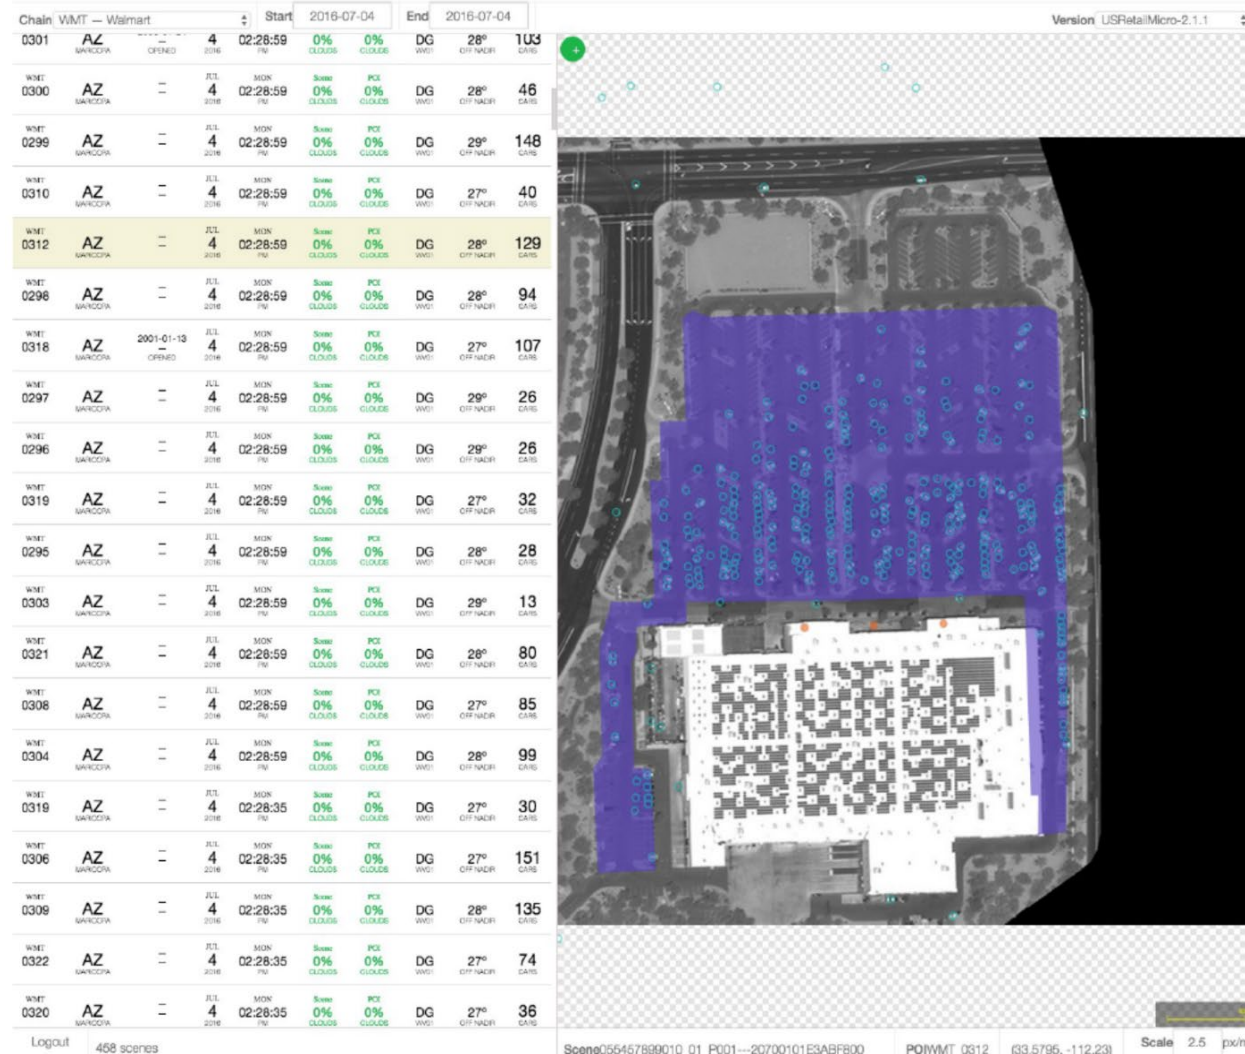 Chain WMT — Walmart Start 2016-07-04 End 2016-07-04 Version USRetailMicro-2.1.1
0301 AZ — 4 02:28:59 0% 0% DG 28° 103
MARICOPA OPENED 2016 PM CLOUDS CLOUDS WV01 OFF NADIR CARS
WMT JUL MON Scene POI
0300 AZ — 4 02:28:59 0% 0% DG 28° 46
MARICOPA — 2016 PM CLOUDS CLOUDS WV01 OFF NADIR CARS
WMT JUL MON Scene POI
0299 AZ — 4 02:28:59 0% 0% DG 29° 148
MARICOPA — 2016 PM CLOUDS CLOUDS WV01 OFF NADIR CARS
WMT JUL MON Scene POI
0310 AZ — 4 02:28:59 0% 0% DG 27° 40
MARICOPA — 2016 PM CLOUDS CLOUDS WV01 OFF NADIR CARS
WMT JUL MON Scene POI
0312 AZ — 4 02:28:59 0% 0% DG 28° 129
MARICOPA — 2016 PM CLOUDS CLOUDS WV01 OFF NADIR CARS
WMT JUL MON Scene POI
0298 AZ — 4 02:28:59 0% 0% DG 28° 94
MARICOPA — 2016 PM CLOUDS CLOUDS WV01 OFF NADIR CARS
WMT 2001-01-13 JUL MON Scene POI
0318 AZ — 4 02:28:59 0% 0% DG 27° 107
MARICOPA OPENED 2016 PM CLOUDS CLOUDS WV01 OFF NADIR CARS
WMT JUL MON Scene POI
0297 AZ — 4 02:28:59 0% 0% DG 29° 26
MARICOPA — 2016 PM CLOUDS CLOUDS WV01 OFF NADIR CARS
WMT JUL MON Scene POI
0296 AZ — 4 02:28:59 0% 0% DG 29° 26
MARICOPA — 2016 PM CLOUDS CLOUDS WV01 OFF NADIR CARS
WMT JUL MON Scene POI
0319 AZ — 4 02:28:59 0% 0% DG 27° 32
MARICOPA — 2016 PM CLOUDS CLOUDS WV01 OFF NADIR CARS
WMT JUL MON Scene POI
0295 AZ — 4 02:28:59 0% 0% DG 28° 28
MARICOPA — 2016 PM CLOUDS CLOUDS WV01 OFF NADIR CARS
WMT JUL MON Scene POI
0303 AZ — 4 02:28:59 0% 0% DG 29° 13
MARICOPA — 2016 PM CLOUDS CLOUDS WV01 OFF NADIR CARS
WMT JUL MON Scene POI
0321 AZ — 4 02:28:59 0% 0% DG 28° 80
MARICOPA — 2016 PM CLOUDS CLOUDS WV01 OFF NADIR CARS
WMT JUL MON Scene POI
0308 AZ — 4 02:28:59 0% 0% DG 27° 85
MARICOPA — 2016 PM CLOUDS CLOUDS WV01 OFF NADIR CARS
WMT JUL MON Scene POI
0304 AZ — 4 02:28:59 0% 0% DG 28° 99
MARICOPA — 2016 PM CLOUDS CLOUDS WV01 OFF NADIR CARS
WMT JUL MON Scene POI
0319 AZ — 4 02:28:35 0% 0% DG 27° 30
MARICOPA — 2016 PM CLOUDS CLOUDS WV01 OFF NADIR CARS
WMT JUL MON Scene POI
0306 AZ — 4 02:28:35 0% 0% DG 27° 151
MARICOPA — 2016 PM CLOUDS CLOUDS WV01 OFF NADIR CARS
WMT JUL MON Scene POI
0309 AZ — 4 02:28:35 0% 0% DG 27° 135
MARICOPA — 2016 PM CLOUDS CLOUDS WV01 OFF NADIR CARS
WMT JUL MON Scene POI
0322 AZ — 4 02:28:35 0% 0% DG 27° 74
MARICOPA — 2016 PM CLOUDS CLOUDS WV01 OFF NADIR CARS
WMT JUL MON Scene POI
0320 AZ — 4 02:28:35 0% 0% DG 27° 36
MARICOPA — 2016 PM CLOUDS CLOUDS WV01 OFF NADIR CARS
Logout 458 scenes Scene055457899010_01_P001---20700101E3ABF800 POIWMT_0312 (33.5795, -112.23) Scale 2.5